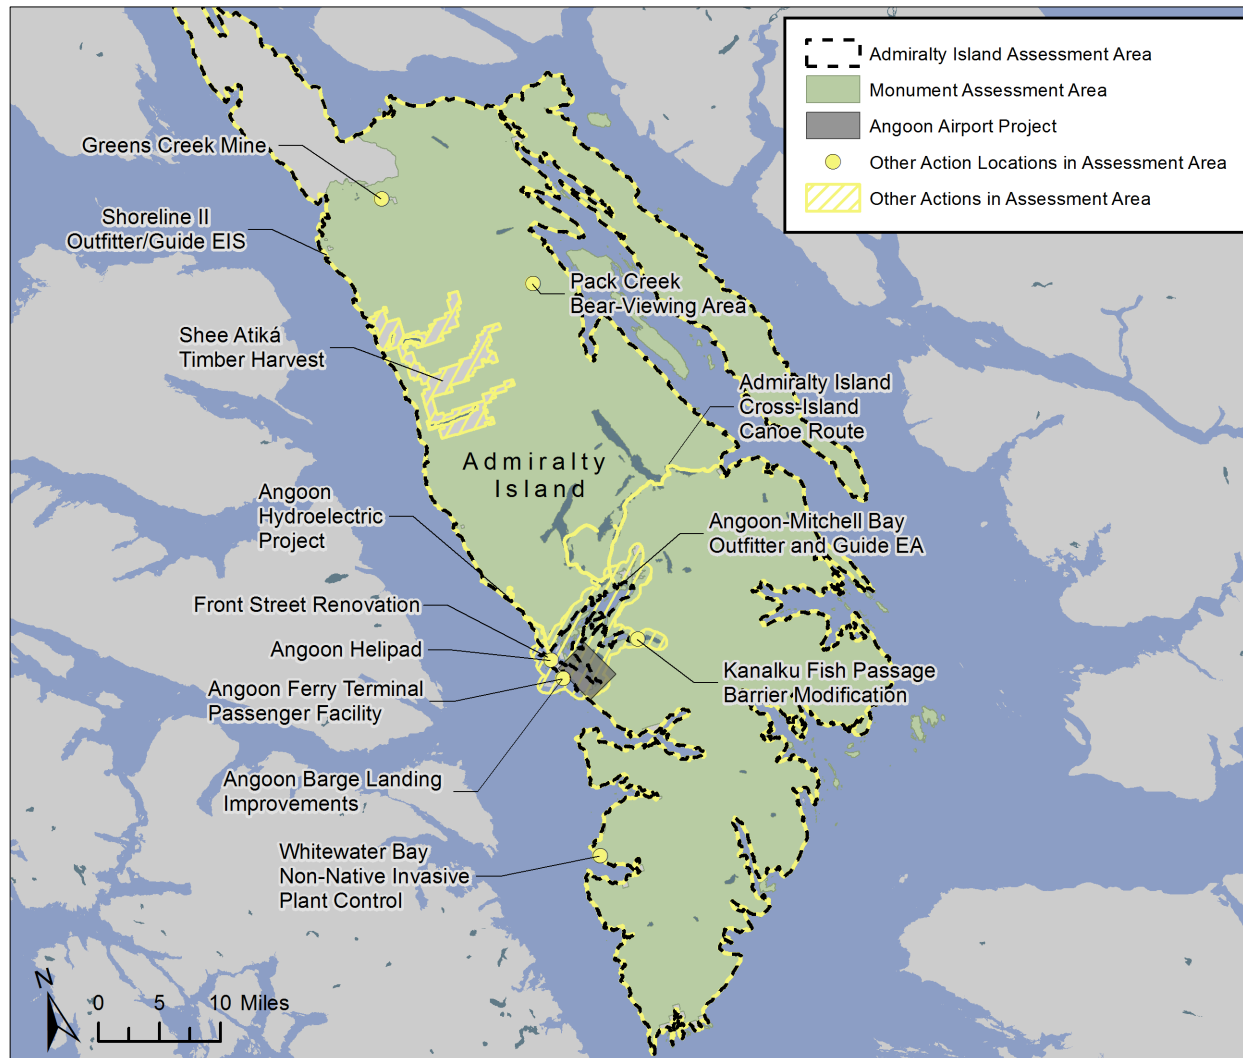 Admiralty Island Assessment Area
Monument Assessment Area
Angoon Airport Project
Other Action Locations in Assessment Area
Other Actions in Assessment Area
Greens Creek Mine
Shoreline II
Outfitter/Guide EIS
Pack Creek
Bear-Viewing Area
Shee Atiká
Timber Harvest
Admiralty Island
Cross-Island
Canoe Route
Admiralty
Island
Angoon
Hydroelectric
Project
Angoon-Mitchell Bay
Outfitter and Guide EA
Front Street Renovation
Angoon Helipad
Kanalku Fish Passage
Barrier Modification
Angoon Ferry Terminal
Passenger Facility
Angoon Barge Landing
Improvements
Whitewater Bay
Non-Native Invasive
Plant Control
N
0 5 10 Miles